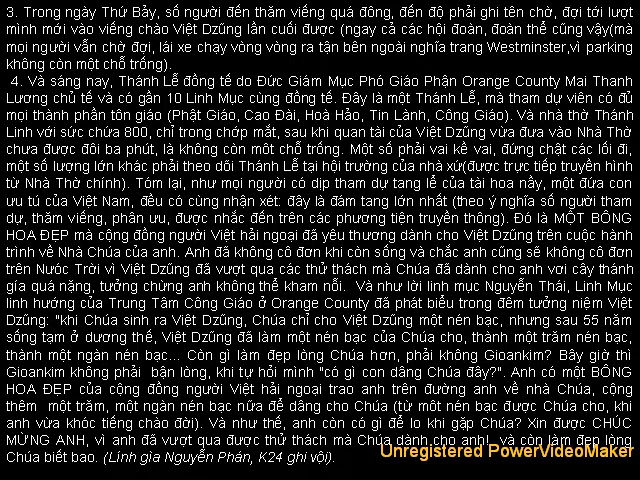 3. Trong ngày Thứ Bảy, số người đến thăm viếng quá đông, đến độ phải ghi tên chờ, đợi tới lượt
mình mới vào viếng chào Việt Dzũng lần cuối được (ngay cả các hội đoàn, đoàn thể cũng vậy(mà
mọi người vẫn chờ đợi, lái xe chạy vòng vòng ra tận bên ngoài nghĩa trang Westminster,vì parking
không còn một chỗ trống).
4. Và sáng nay, Thánh Lễ đồng tế do Đức Giám Mục Phó Giáo Phận Orange County Mai Thanh
Lương chủ tế và có gần 10 Linh Mục cùng đồng tế. Đây là một Thánh Lễ, mà tham dự viên có đủ
mọi thành phần tôn giáo (Phật Giáo, Cao Đài, Hoà Hảo, Tin Lành, Công Giáo). Và nhà thờ Thánh
Linh với sức chứa 800, chỉ trong chớp mắt, sau khi quan tài của Việt Dzũng vừa đưa vào Nhà Thờ
chưa được đôi ba phút, là không còn môt chỗ trống. Một số phải vai kề vai, đứng chật các lối đi,
một số lượng lớn khác phải theo dõi Thánh Lễ tại hội trường của nhà xứ(được trực tiếp truyền hình
từ Nhà Thờ chính). Tóm lại, như mọi người có dịp tham dự tang lễ của tài hoa nầy, một đứa con
ưu tú của Việt Nam, đều có cùng nhận xét: đây là đám tang lớn nhất (theo ý nghĩa số người tham
dự, thăm viếng, phân ưu, được nhắc đến trên các phương tiện truyền thông). Đó là MỘT BÔNG
HOA ĐẸP mà cộng đồng người Việt hải ngoại đã yêu thương dành cho Việt Dzũng trên cuộc hành
trình về Nhà Chúa của anh. Anh đã không cô đơn khi còn sống và chắc anh cũng sẽ không cô đơn
trên Nưóc Trời vì Việt Dzũng đã vượt qua các thử thách mà Chúa đã dành cho anh vơi cây thánh
gía quá nặng, tưởng chừng anh không thể kham nỗi. Và như lời linh mục Nguyễn Thái, Linh Mục
linh hướng của Trung Tâm Công Giáo ở Orange County đã phát biểu trong đêm tưởng niệm Việt
Dzũng: "khi Chúa sinh ra Việt Dzũng, Chúa chỉ cho Việt Dzũng một nén bạc, nhưng sau 55 năm
sống tạm ở dương thế, Việt Dzũng đã làm một nén bạc của Chúa cho, thành một trăm nén bạc,
thành một ngàn nén bạc... Còn gì làm đẹp lòng Chúa hơn, phải không Gioankim? Bây giờ thì
Gioankim không phải bận lòng, khi tự hỏi mình "có gì con dâng Chúa đây?". Anh có một BÔNG
HOA ĐẸP của cộng đồng người Việt hải ngoại trao anh trên đường anh về nhà Chúa, cộng
thêm một trăm, một ngàn nén bạc nữa để dâng cho Chúa (từ môt nén bạc được Chúa cho, khi
anh vừa khóc tiếng chào đời). Và như thế, anh còn có gì để lo khi gặp Chúa? Xin được CHÚC
MỪNG ANH, vì anh đã vượt qua được thử thách mà Chúa dành cho anh!, và còn làm đẹp lòng
Chúa biết bao. (Linh gìa Nguyễn Phán, K24 ghi vội).
Unregistered PowerVideoMaker